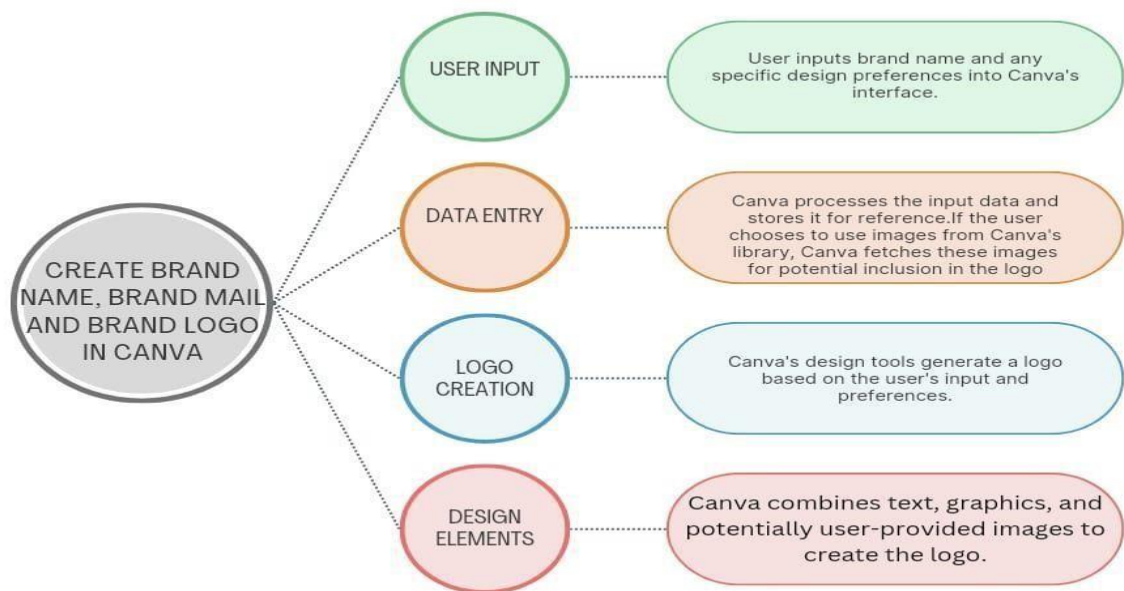 CREATE BRAND
NAME, BRAND MAIL
AND BRAND LOGO
IN CANVA
USER INPUT
User inputs brand name and any
specific design preferences into Canva's
interface.
DATA ENTRY
Canva processes the input data and
stores it for reference.If the user
chooses to use images from Canva's
library, Canva fetches these images
for potential inclusion in the logo
LOGO
CREATION
Canva's design tools generate a logo
based on the user's input and
preferences.
DESIGN
ELEMENTS
Canva combines text, graphics, and
potentially user-provided images to
create the logo.